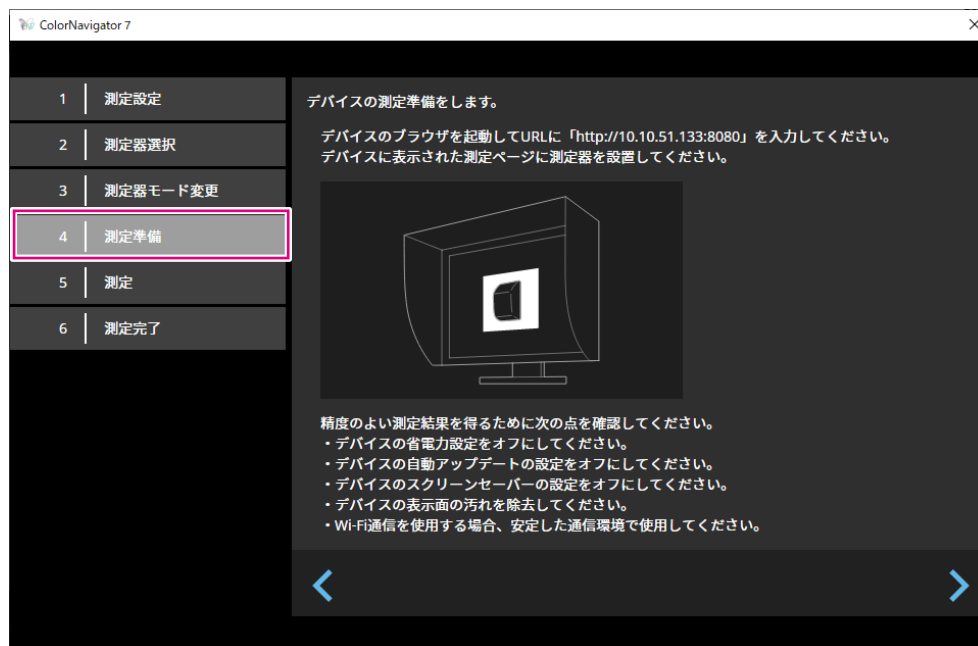 ColorNavigator 7
1 測定設定
2 測定器選択
3 測定器モード変更
4 測定準備
5 測定
6 測定完了
デバイスの測定準備をします。
デバイスのブラウザを起動してURLに「http://10.10.51.133:8080」を入力してください。
デバイスに表示された測定ページに測定器を設置してください。
精度のよい測定結果を得るために次の点を確認してください。
・デバイスの省電力設定をオフにしてください。
・デバイスの自動アップデートの設定をオフにしてください。
・デバイスのスクリーンセーバーの設定をオフにしてください。
・デバイスの表示面の汚れを除去してください。
・Wi-Fi通信を使用する場合、安定した通信環境で使用してください。